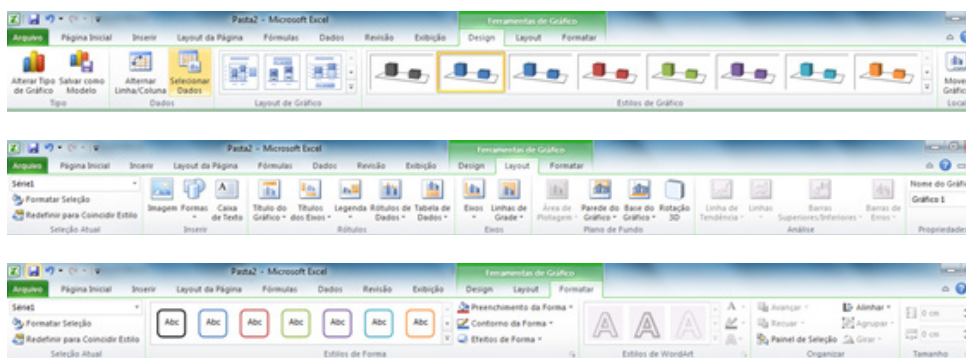 Pasta2 - Microsoft Excel Ferramentas de Gráfico
Arquivo Página Inicial Inserir Layout da Página Fórmulas Dados Revisão Exibição Design Layout Formatar
Alterar Tipo de Gráfico Salvar como Modelo Alternar Linha/Coluna Selecionar Dados Mover Gráfico
Tipo Dados Layout de Gráfico Estilos de Gráfico Local
Pasta2 - Microsoft Excel Ferramentas de Gráfico
Arquivo Página Inicial Inserir Layout da Página Fórmulas Dados Revisão Exibição Design Layout Formatar
Série1 Nome do Gráfi
Formatar Seleção Imagem Formas Caixa de Texto Título do Gráfico Títulos dos Eixos Legenda Rótulos de Dados Tabela de Dados Eixos Linhas de Grade Área de Plotagem Parede do Gráfico Base do Gráfico Rotação 3D Linha de Tendência Linhas Barras Superiores/Inferiores Barras de Erros Gráfico 1
Redefinir para Coincidir Estilo
Seleção Atual Inserir Rótulos Eixos Plano de Fundo Análise Propriedades
Pasta2 - Microsoft Excel Ferramentas de Gráfico
Arquivo Página Inicial Inserir Layout da Página Fórmulas Dados Revisão Exibição Design Layout Formatar
Série1 Preenchimento da Forma A Avançar Alinhar 0 cm
Formatar Seleção Abc Abc Abc Abc Abc Abc Abc Contorno da Forma A A A Recuar Agrupar
Redefinir para Coincidir Estilo Efeitos de Forma Painel de Seleção Girar 0 cm
Seleção Atual Estilos de Forma Estilos de WordArt Organizar Tamanho